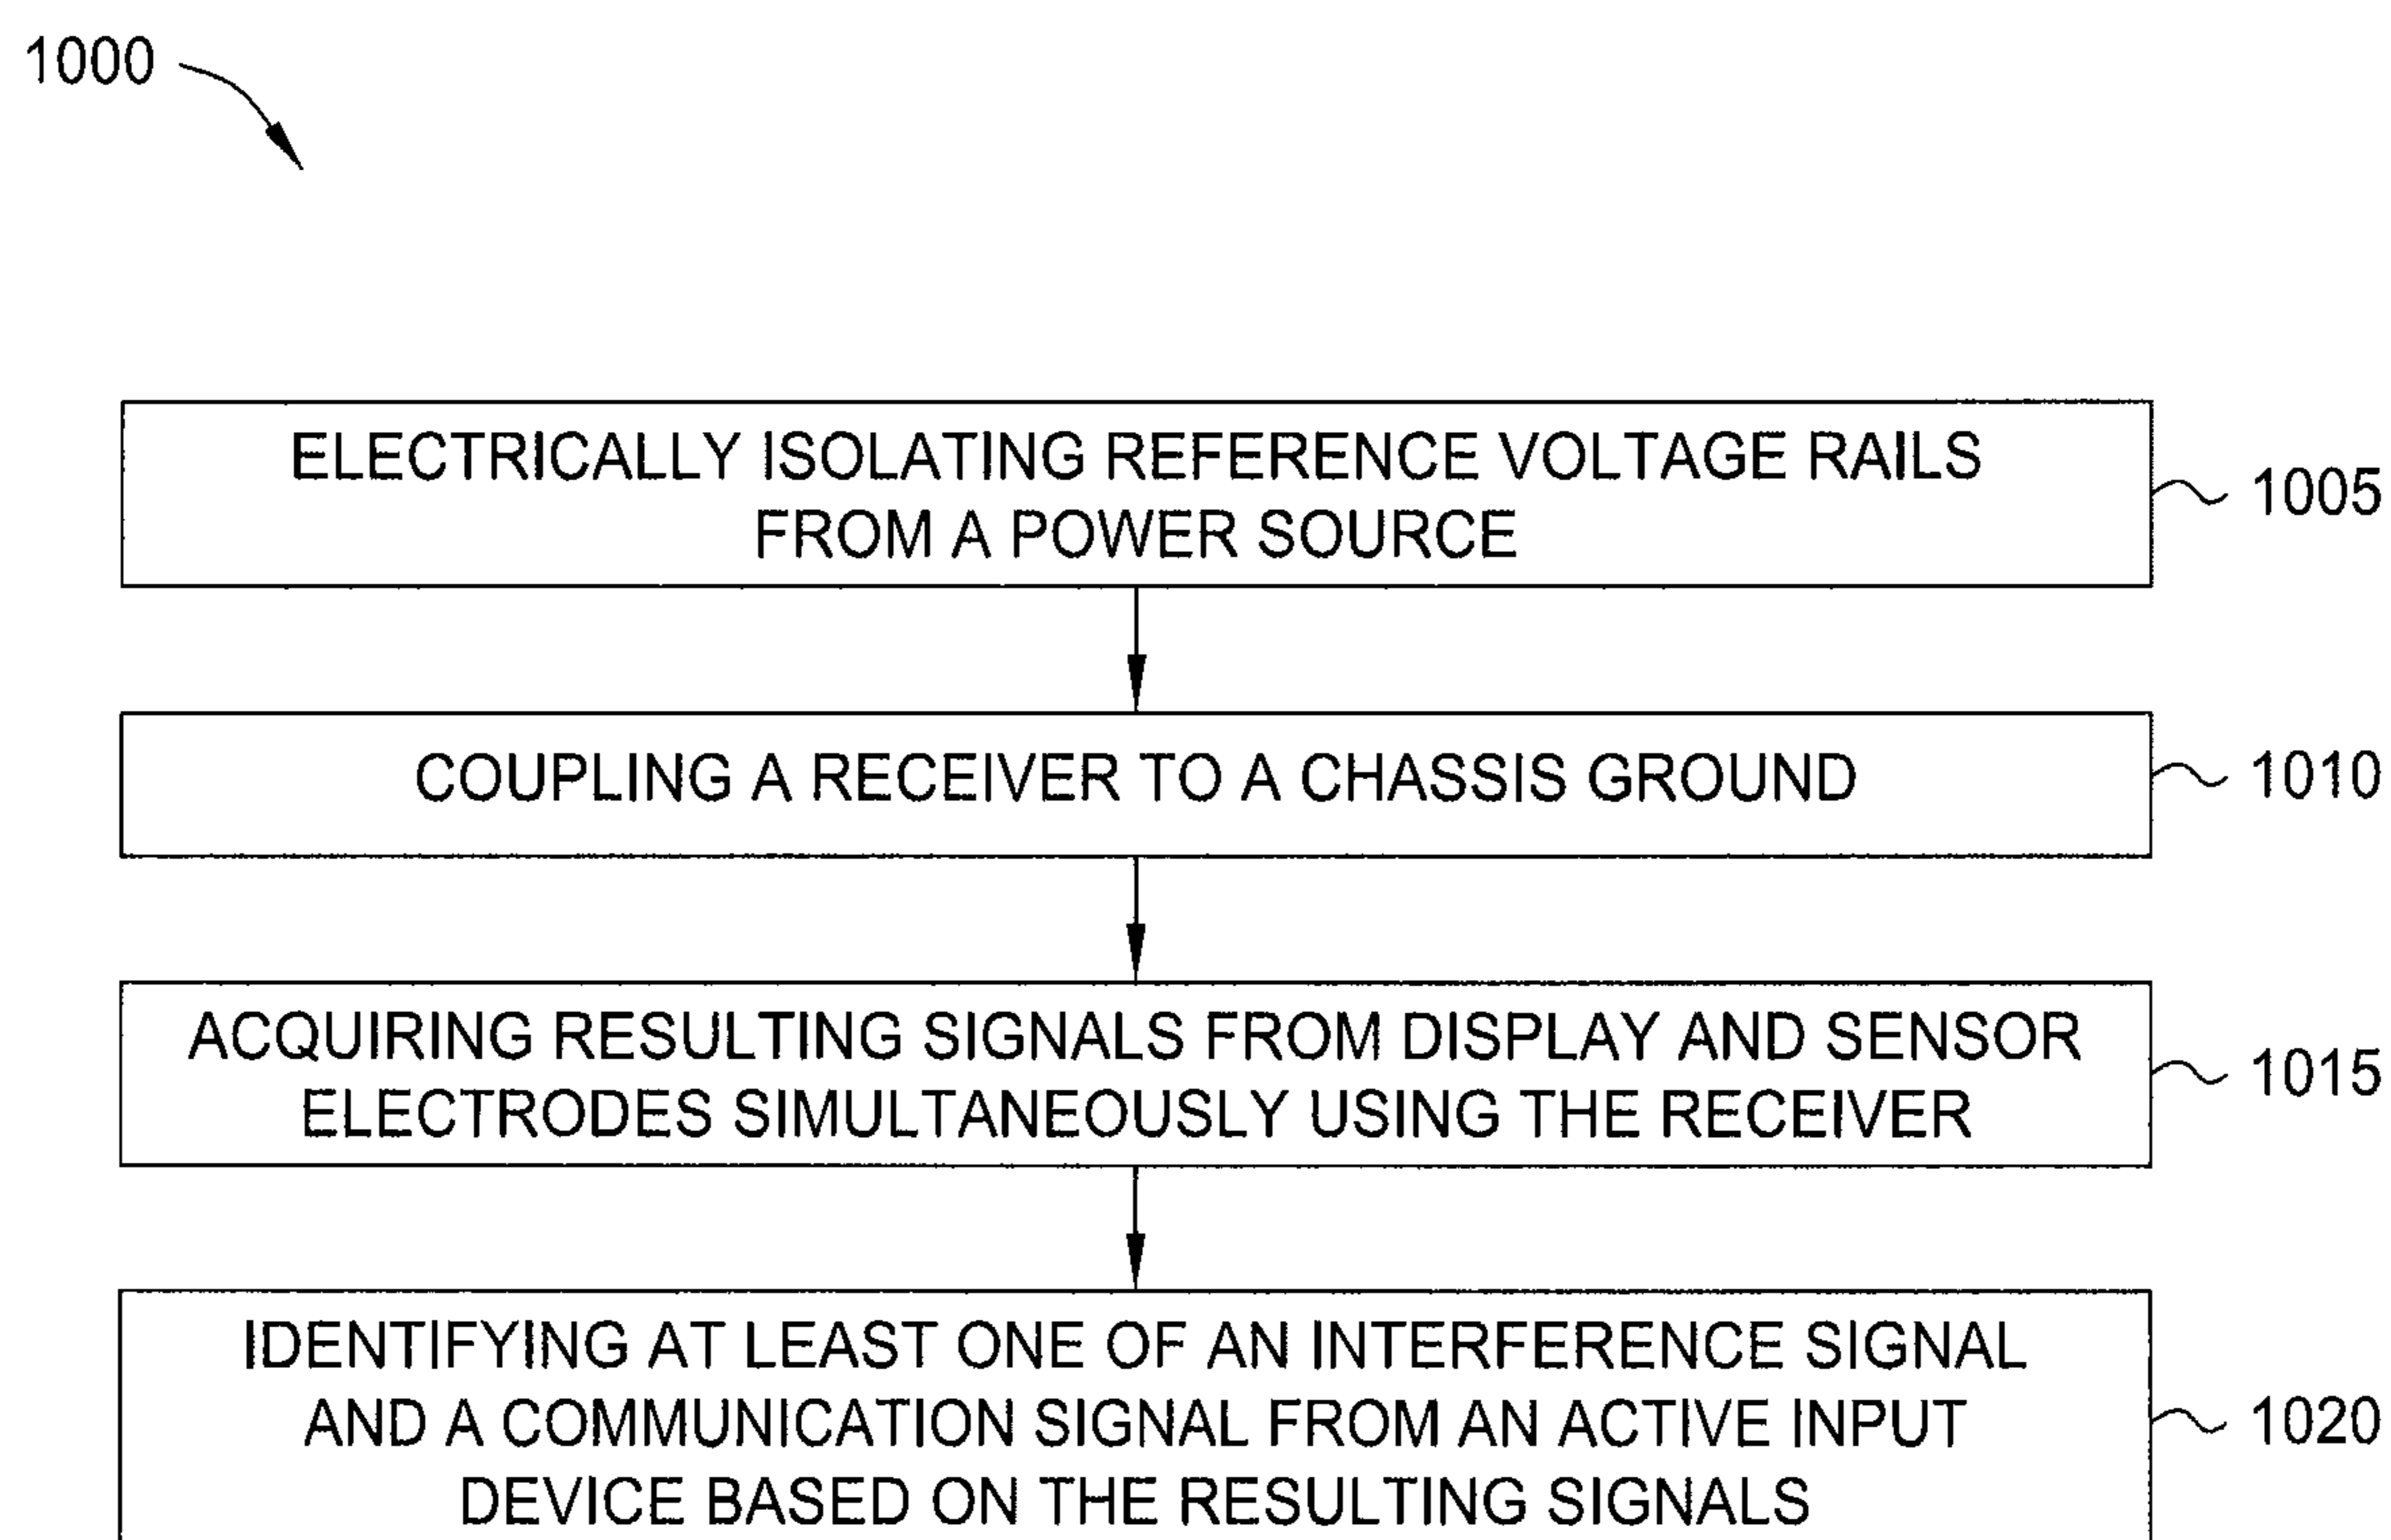 1000
ELECTRICALLY ISOLATING REFERENCE VOLTAGE RAILS
FROM A POWER SOURCE
1005
COUPLING A RECEIVER TO A CHASSIS GROUND
1010
ACQUIRING RESULTING SIGNALS FROM DISPLAY AND SENSOR
ELECTRODES SIMULTANEOUSLY USING THE RECEIVER
1015
IDENTIFYING AT LEAST ONE OF AN INTERFERENCE SIGNAL
AND A COMMUNICATION SIGNAL FROM AN ACTIVE INPUT
DEVICE BASED ON THE RESULTING SIGNALS
1020